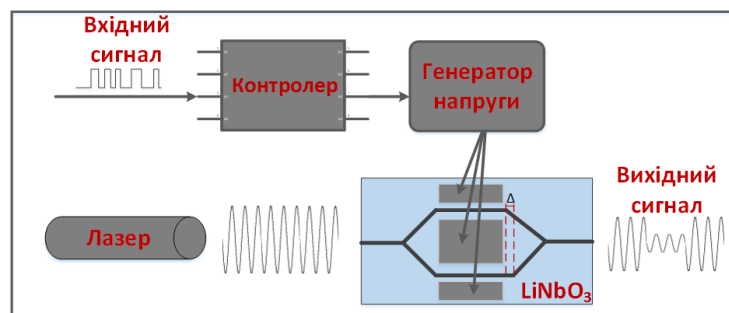 Вхідний
сигнал
Контролер
Генератор
напруги
Лазер
Δ
LiNbO₃
Вихідний
сигнал